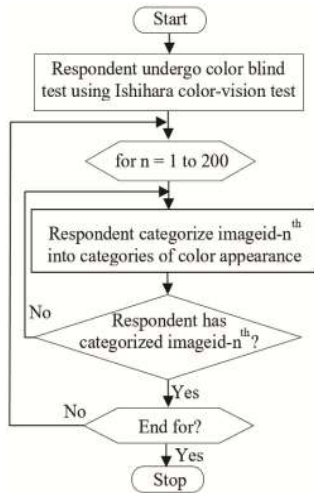 Start
Respondent undergo color blind
test using Ishihara color-vision test
for n = 1 to 200
Respondent categorize imageid-nth
into categories of color appearance
No
Respondent has
categorized imageid-nth?
Yes
No
End for?
Yes
Stop